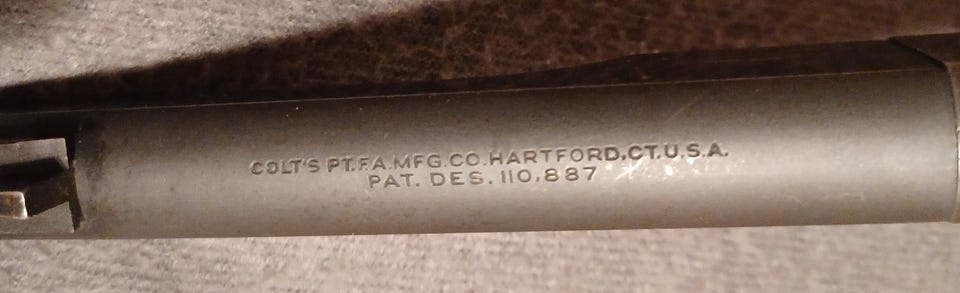 COLT'S PT.F.A.MFG.CO.HARTFORD,CT.U.S.A.
PAT. DES. 110,887